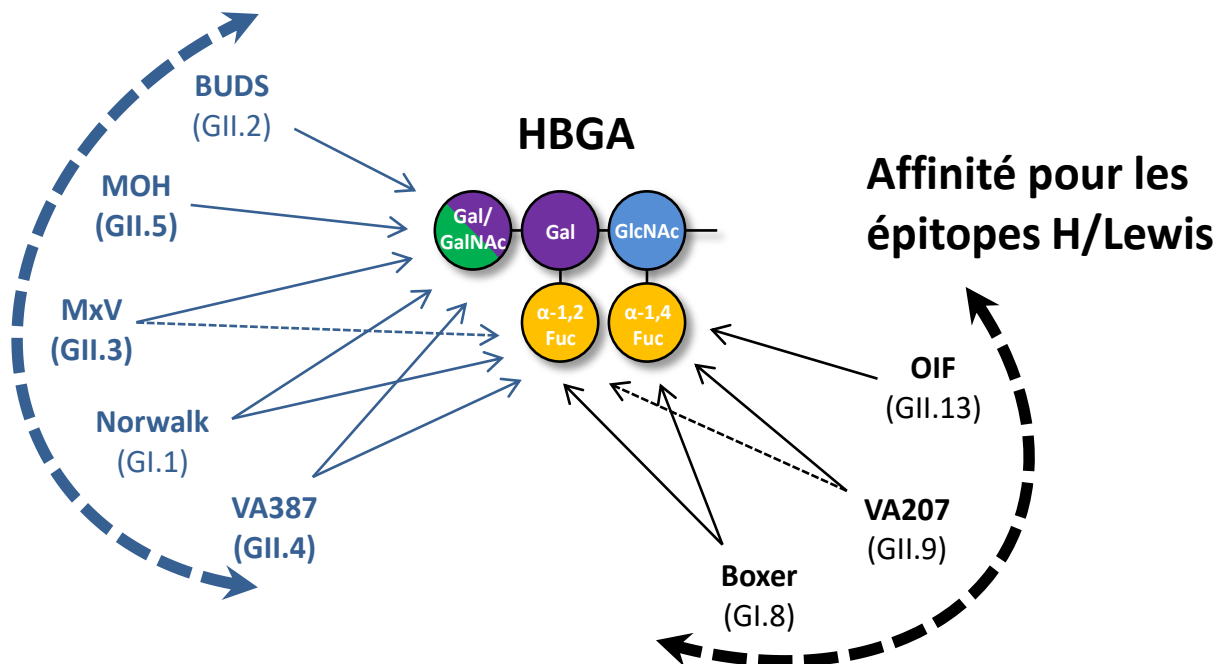 BUDS
(GII.2)
MOH
(GII.5)
MxV
(GII.3)
Norwalk
(GI.1)
VA387
(GII.4)
HBGA
Gal/
GalNAc
Gal
GlcNAc
α-1,2
Fuc
α-1,4
Fuc
Affinité pour les
épitopes H/Lewis
OIF
(GII.13)
VA207
(GII.9)
Boxer
(GI.8)